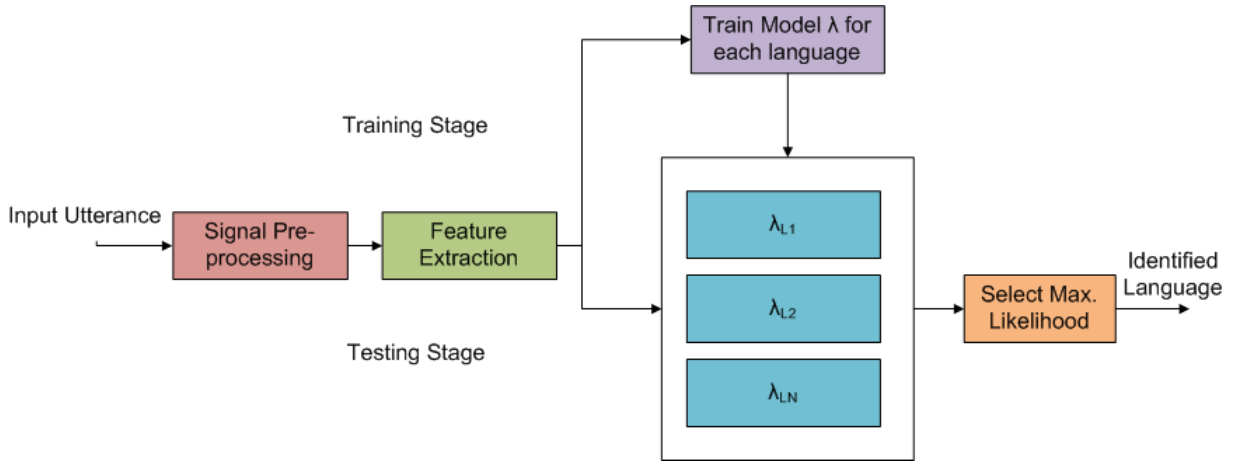 Train Model λ for
each language
Training Stage
Input Utterance
Signal Pre-
processing
Feature
Extraction
λL1
λL2
λLN
Testing Stage
Select Max.
Likelihood
Identified
Language